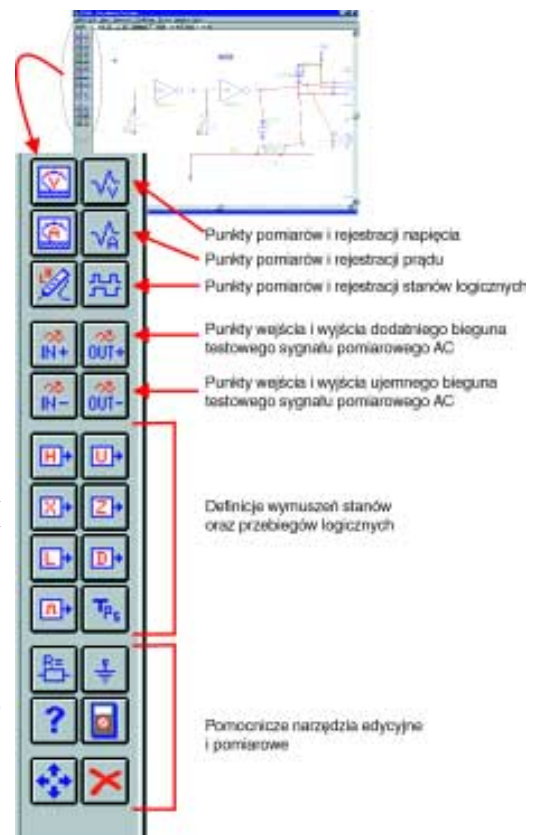 V V
A A
LH
Punkty pomiarów i rejestracji napięcia
Punkty pomiarów i rejestracji prądu
Punkty pomiarów i rejestracji stanów logicznych
IN+ OUT+
Punkty wejścia i wyjścia dodatniego bieguna
testowego sygnału pomiarowego AC
IN- OUT-
Punkty wejścia i wyjścia ujemnego bieguna
testowego sygnału pomiarowego AC
H U
X Z
Definicje wymuszeń stanów
oraz przebiegów logicznych
L D
Tps
R=
?
Pomocnicze narzędzia edycyjne
i pomiarowe